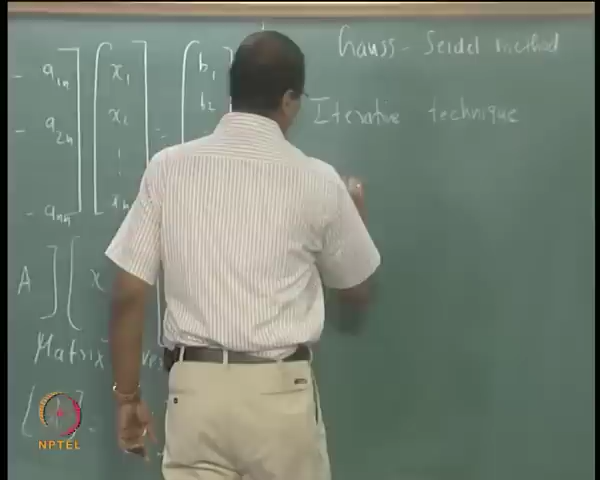 Gauss - Seidel method
Iterative technique
- a1n] [x1] [b1
- a2n x2 = b2
- ann] xn
A ] [ x
Matrix
[ b ]
NPTEL